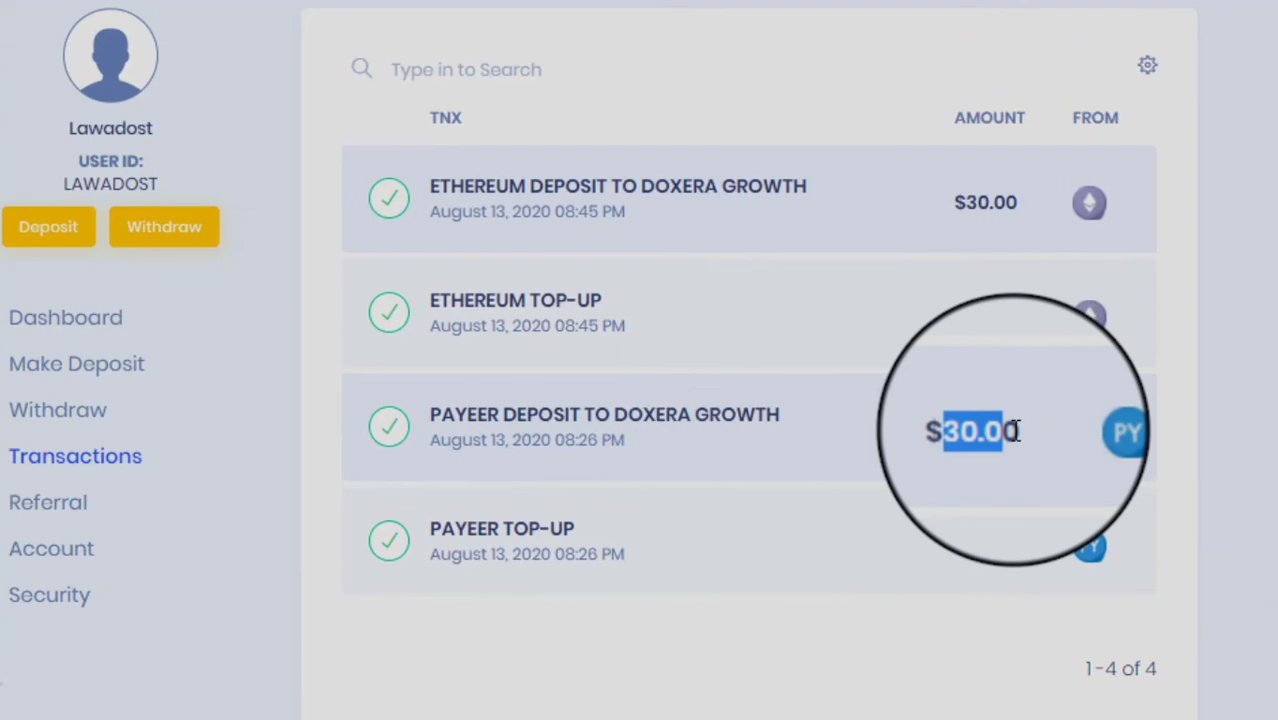 Lawadost
USER ID:
LAWADOST
Deposit
Withdraw
Dashboard
Make Deposit
Withdraw
Transactions
Referral
Account
Security
Type in to Search
TNX
AMOUNT
FROM
ETHEREUM DEPOSIT TO DOXERA GROWTH
August 13, 2020 08:45 PM
$30.00
ETHEREUM TOP-UP
August 13, 2020 08:45 PM
PAYEER DEPOSIT TO DOXERA GROWTH
August 13, 2020 08:26 PM
$30.00
PY
PAYEER TOP-UP
August 13, 2020 08:26 PM
PY
1-4 of 4